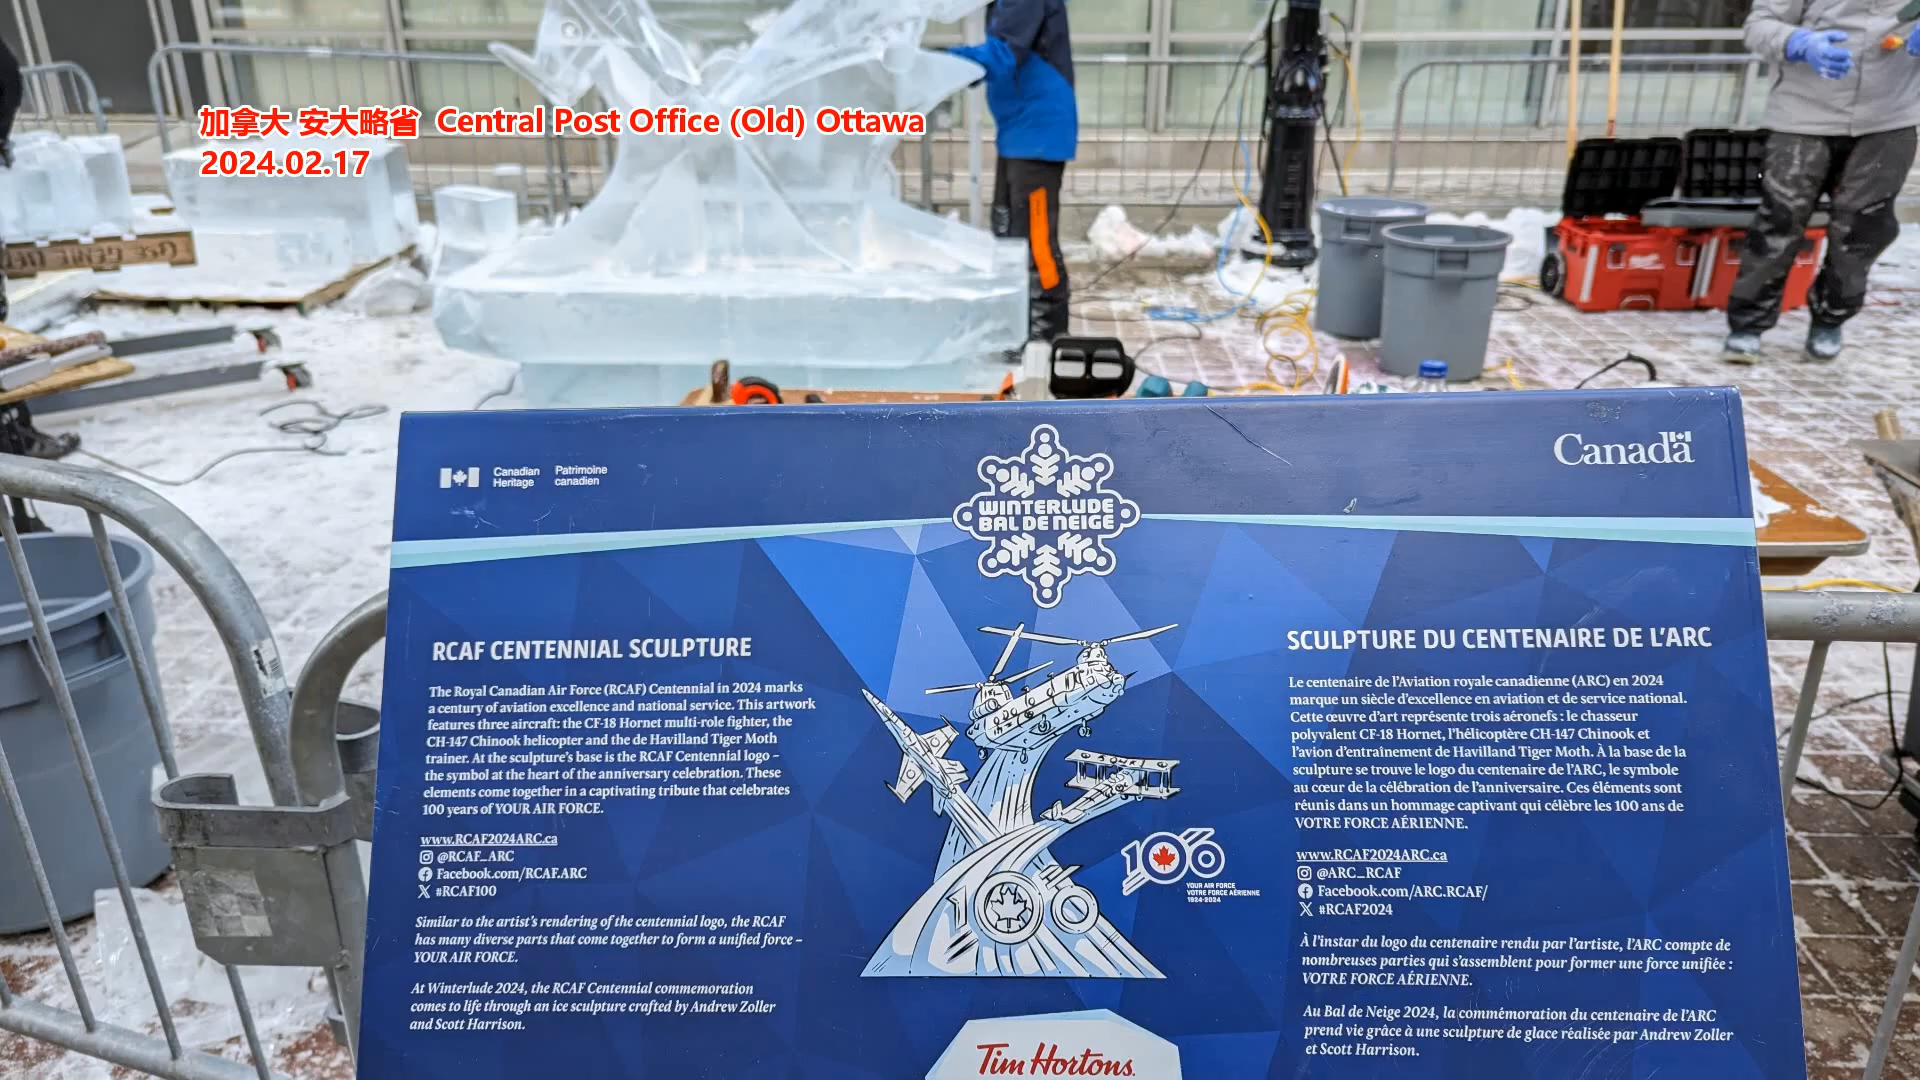 加拿大 安大略省 Central Post Office (Old) Ottawa
2024.02.17
Canadian Heritage
Patrimoine canadien
Canada
WINTERLUDE
BAL DE NEIGE
RCAF CENTENNIAL SCULPTURE
The Royal Canadian Air Force (RCAF) Centennial in 2024 marks
a century of aviation excellence and national service. This artwork
features three aircraft: the CF-18 Hornet multi-role fighter, the
CH-147 Chinook helicopter and the de Havilland Tiger Moth
trainer. At the sculpture's base is the RCAF Centennial logo –
the symbol at the heart of the anniversary celebration. These
elements come together in a captivating tribute that celebrates
100 years of YOUR AIR FORCE.
www.RCAF2024ARC.ca
@RCAF_ARC
Facebook.com/RCAF.ARC
X #RCAF100
Similar to the artist's rendering of the centennial logo, the RCAF
has many diverse parts that come together to form a unified force –
YOUR AIR FORCE.
At Winterlude 2024, the RCAF Centennial commemoration
comes to life through an ice sculpture crafted by Andrew Zoller
and Scott Harrison.
100
100
YOUR AIR FORCE
VOTRE FORCE AÉRIENNE
1924-2024
SCULPTURE DU CENTENAIRE DE L'ARC
Le centenaire de l'Aviation royale canadienne (ARC) en 2024
marque un siècle d'excellence en aviation et de service national.
Cette œuvre d'art représente trois aéronefs : le chasseur
polyvalent CF-18 Hornet, l'hélicoptère CH-147 Chinook et
l'avion d'entraînement de Havilland Tiger Moth. À la base de la
sculpture se trouve le logo du centenaire de l'ARC, le symbole
au cœur de la célébration de l'anniversaire. Ces éléments sont
réunis dans un hommage captivant qui célèbre les 100 ans de
VOTRE FORCE AÉRIENNE.
www.RCAF2024ARC.ca
@ARC_RCAF
Facebook.com/ARC.RCAF/
X #RCAF2024
À l'instar du logo du centenaire rendu par l'artiste, l'ARC compte de
nombreuses parties qui s'assemblent pour former une force unifiée :
VOTRE FORCE AÉRIENNE.
Au Bal de Neige 2024, la commémoration du centenaire de l'ARC
prend vie grâce à une sculpture de glace réalisée par Andrew Zoller
et Scott Harrison.
Tim Hortons.